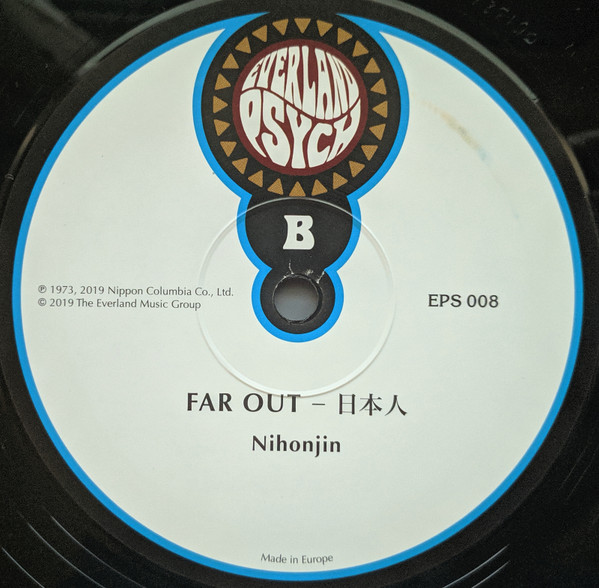 EVERLAND
PSYCH
B
℗ 1973, 2019 Nippon Columbia Co., Ltd.
© 2019 The Everland Music Group
EPS 008
FAR OUT – 日本人
Nihonjin
Made in Europe